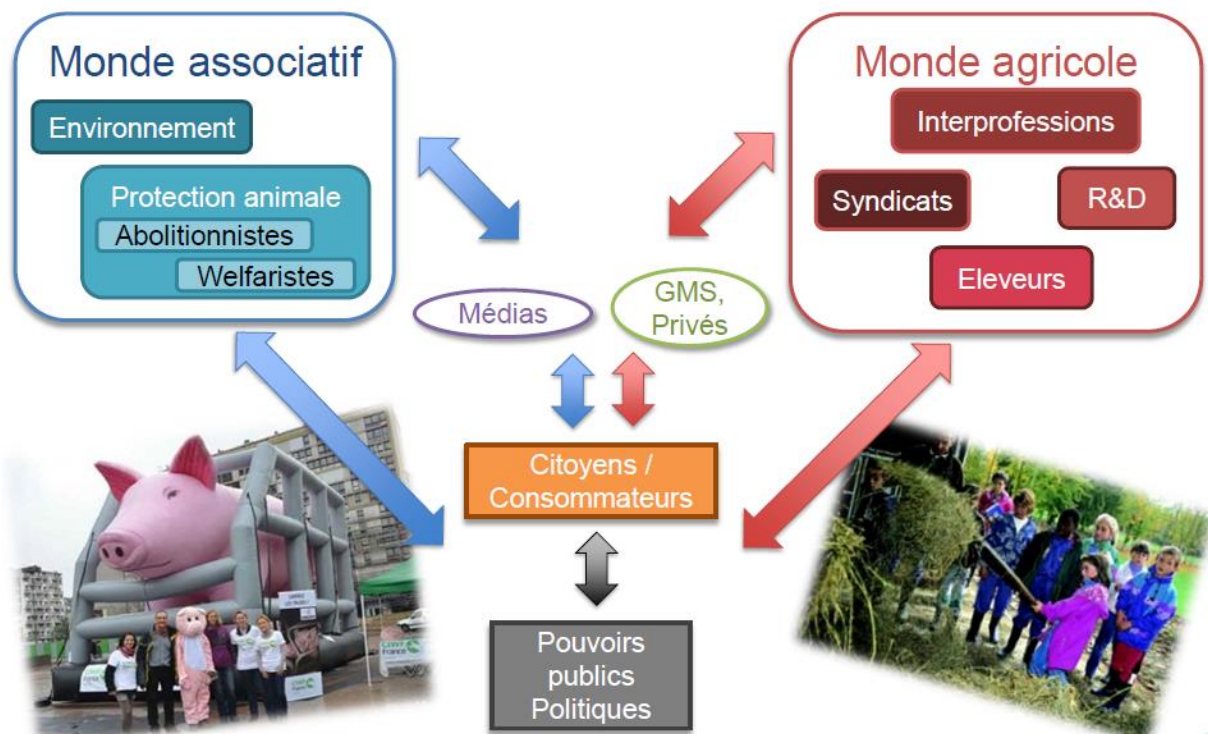 Monde associatif
Environnement
Protection animale
Abolitionnistes
Welfaristes
Monde agricole
Interprofessions
Syndicats
R&D
Eleveurs
Médias
GMS,
Privés
Citoyens /
Consommateurs
Pouvoirs
publics
Politiques